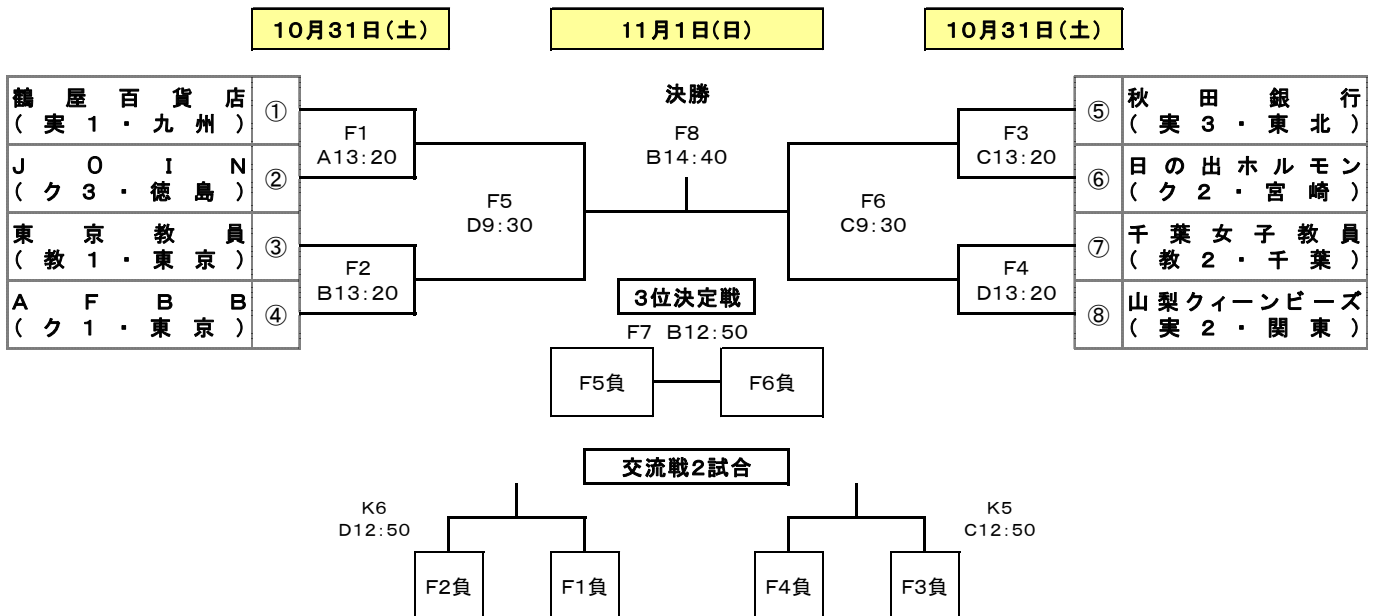 10月31日(土)
11月1日(日)
10月31日(土)
鶴屋百貨店
(実1・九州)
①
JOIN
(ク3・徳島)
②
東京教員
(教1・東京)
③
AFBB
(ク1・東京)
④
F1
A13:20
F2
B13:20
F5
D9:30
決勝
F8
B14:40
F6
C9:30
F3
C13:20
F4
D13:20
⑤
秋田銀行
(実3・東北)
⑥
日の出ホルモン
(ク2・宮崎)
⑦
千葉女子教員
(教2・千葉)
⑧
山梨クィーンビーズ
(実2・関東)
3位決定戦
F7 B12:50
F5負
F6負
交流戦2試合
K6
D12:50
K5
C12:50
F2負
F1負
F4負
F3負